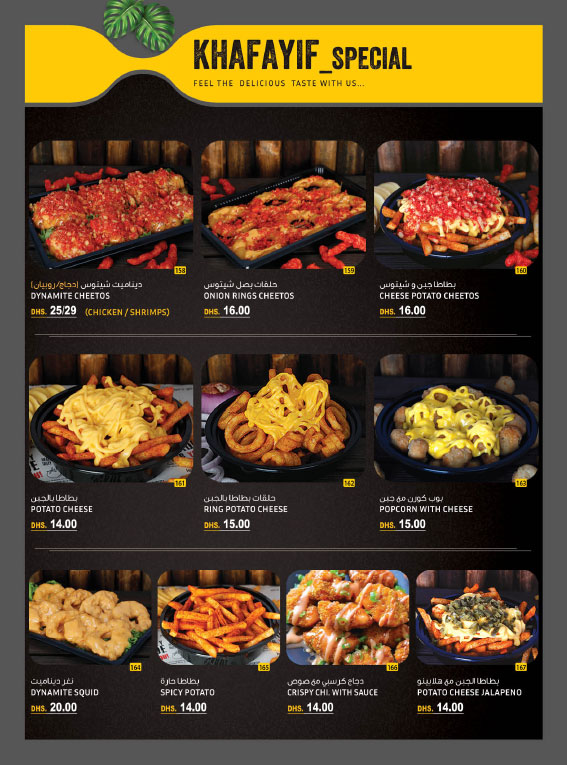 KHAFAYIF_SPECIAL
FEEL THE DELICIOUS TASTE WITH US...
158
159
160
ديناميت شيتوس (دجاج/روبيان)
DYNAMITE CHEETOS
DHS. 25/29 (CHICKEN / SHRIMPS)
حلقات بصل شيتوس
ONION RINGS CHEETOS
DHS. 16.00
بطاطا جبن و شيتوس
CHEESE POTATO CHEETOS
DHS. 16.00
161
162
163
بطاطا بالجبن
POTATO CHEESE
DHS. 14.00
حلقات بطاطا بالجبن
RING POTATO CHEESE
DHS. 15.00
بوب كورن مع جبن
POPCORN WITH CHEESE
DHS. 15.00
164
165
166
167
نغر ديناميت
DYNAMITE SQUID
DHS. 20.00
بطاطا حارة
SPICY POTATO
DHS. 14.00
دجاج كرسبي مع صوص
CRISPY CHI. WITH SAUCE
DHS. 14.00
بطاطا الجبن مع هلابينو
POTATO CHEESE JALAPENO
DHS. 14.00